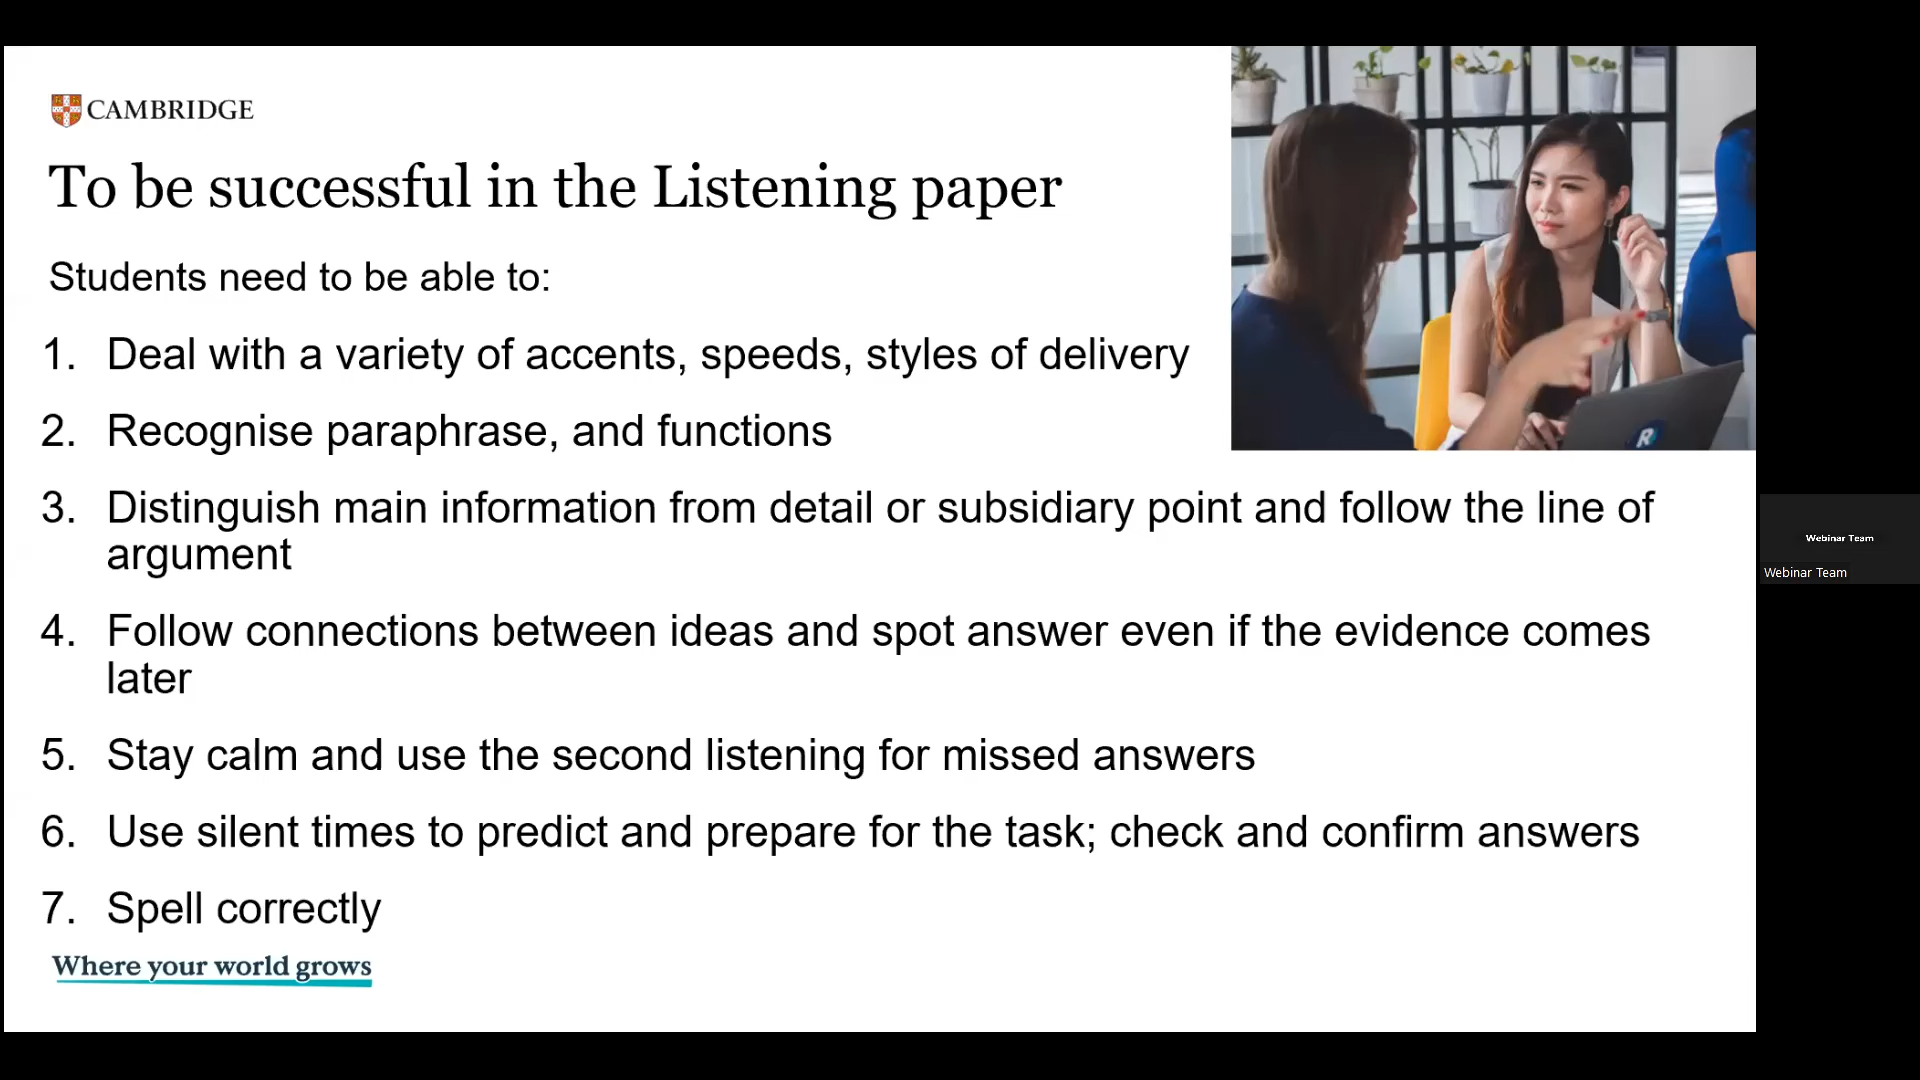 CAMBRIDGE
To be successful in the Listening paper
Students need to be able to:
1. Deal with a variety of accents, speeds, styles of delivery
2. Recognise paraphrase, and functions
3. Distinguish main information from detail or subsidiary point and follow the line of
argument
4. Follow connections between ideas and spot answer even if the evidence comes
later
5. Stay calm and use the second listening for missed answers
6. Use silent times to predict and prepare for the task; check and confirm answers
7. Spell correctly
Where your world grows
R
Webinar Team
Webinar Team